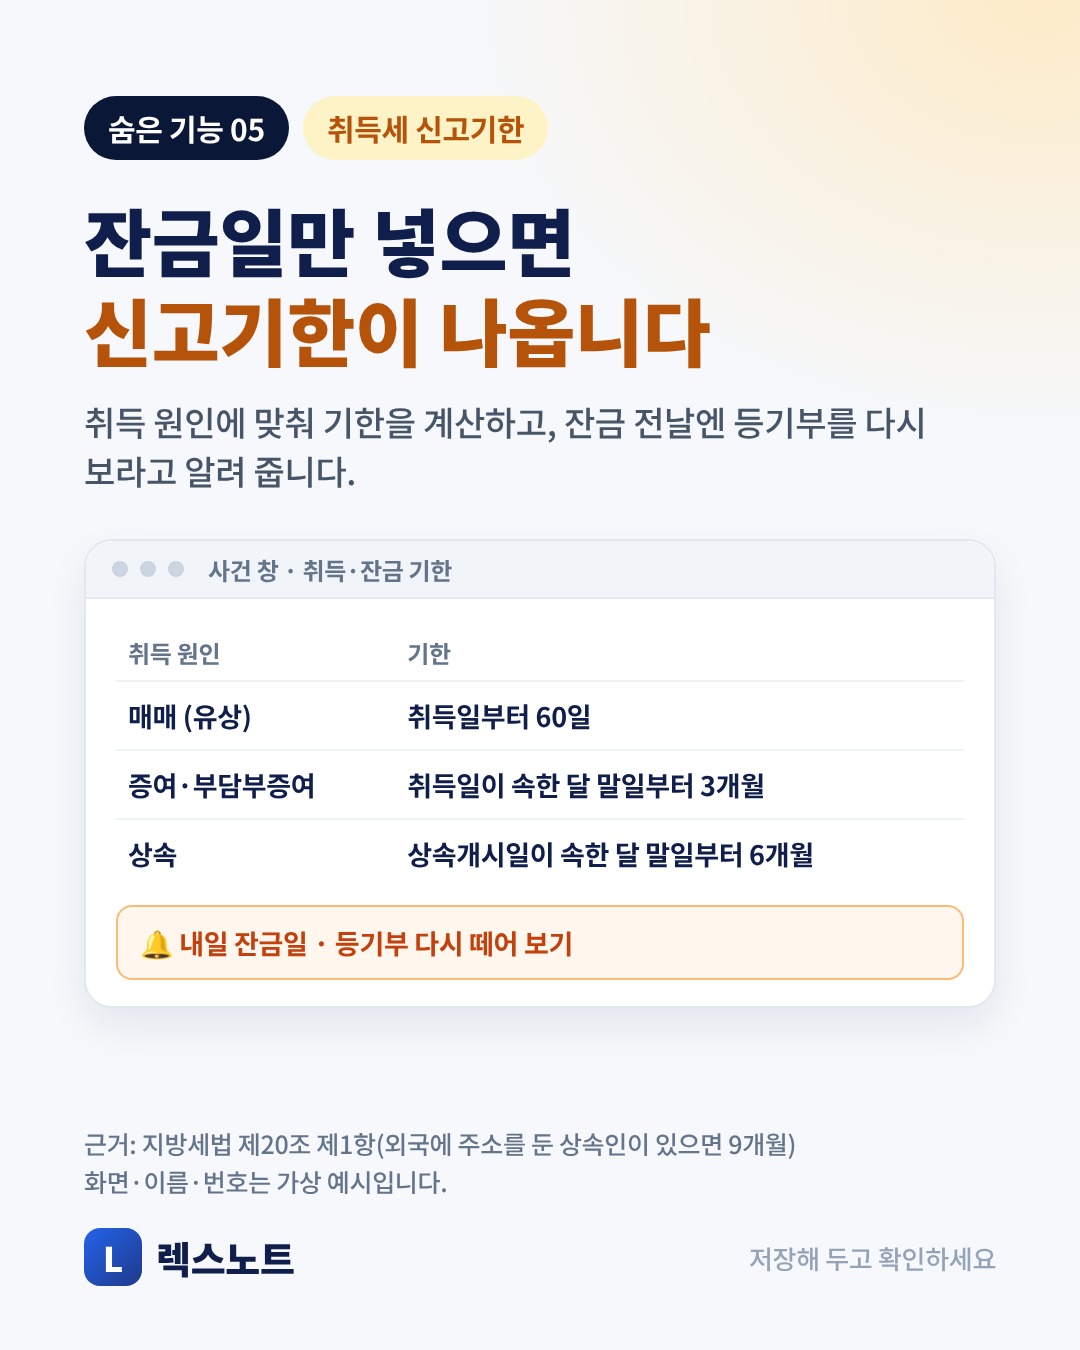 숨은 기능 05
취득세 신고기한
잔금일만 넣으면
신고기한이 나옵니다
취득 원인에 맞춰 기한을 계산하고, 잔금 전날엔 등기부를 다시
보라고 알려 줍니다.
사건 창 · 취득·잔금 기한
취득 원인 기한
매매 (유상) 취득일부터 60일
증여·부담부증여 취득일이 속한 달 말일부터 3개월
상속 상속개시일이 속한 달 말일부터 6개월
🔔 내일 잔금일 · 등기부 다시 떼어 보기
근거: 지방세법 제20조 제1항(외국에 주소를 둔 상속인이 있으면 9개월)
화면·이름·번호는 가상 예시입니다.
L 렉스노트
저장해 두고 확인하세요